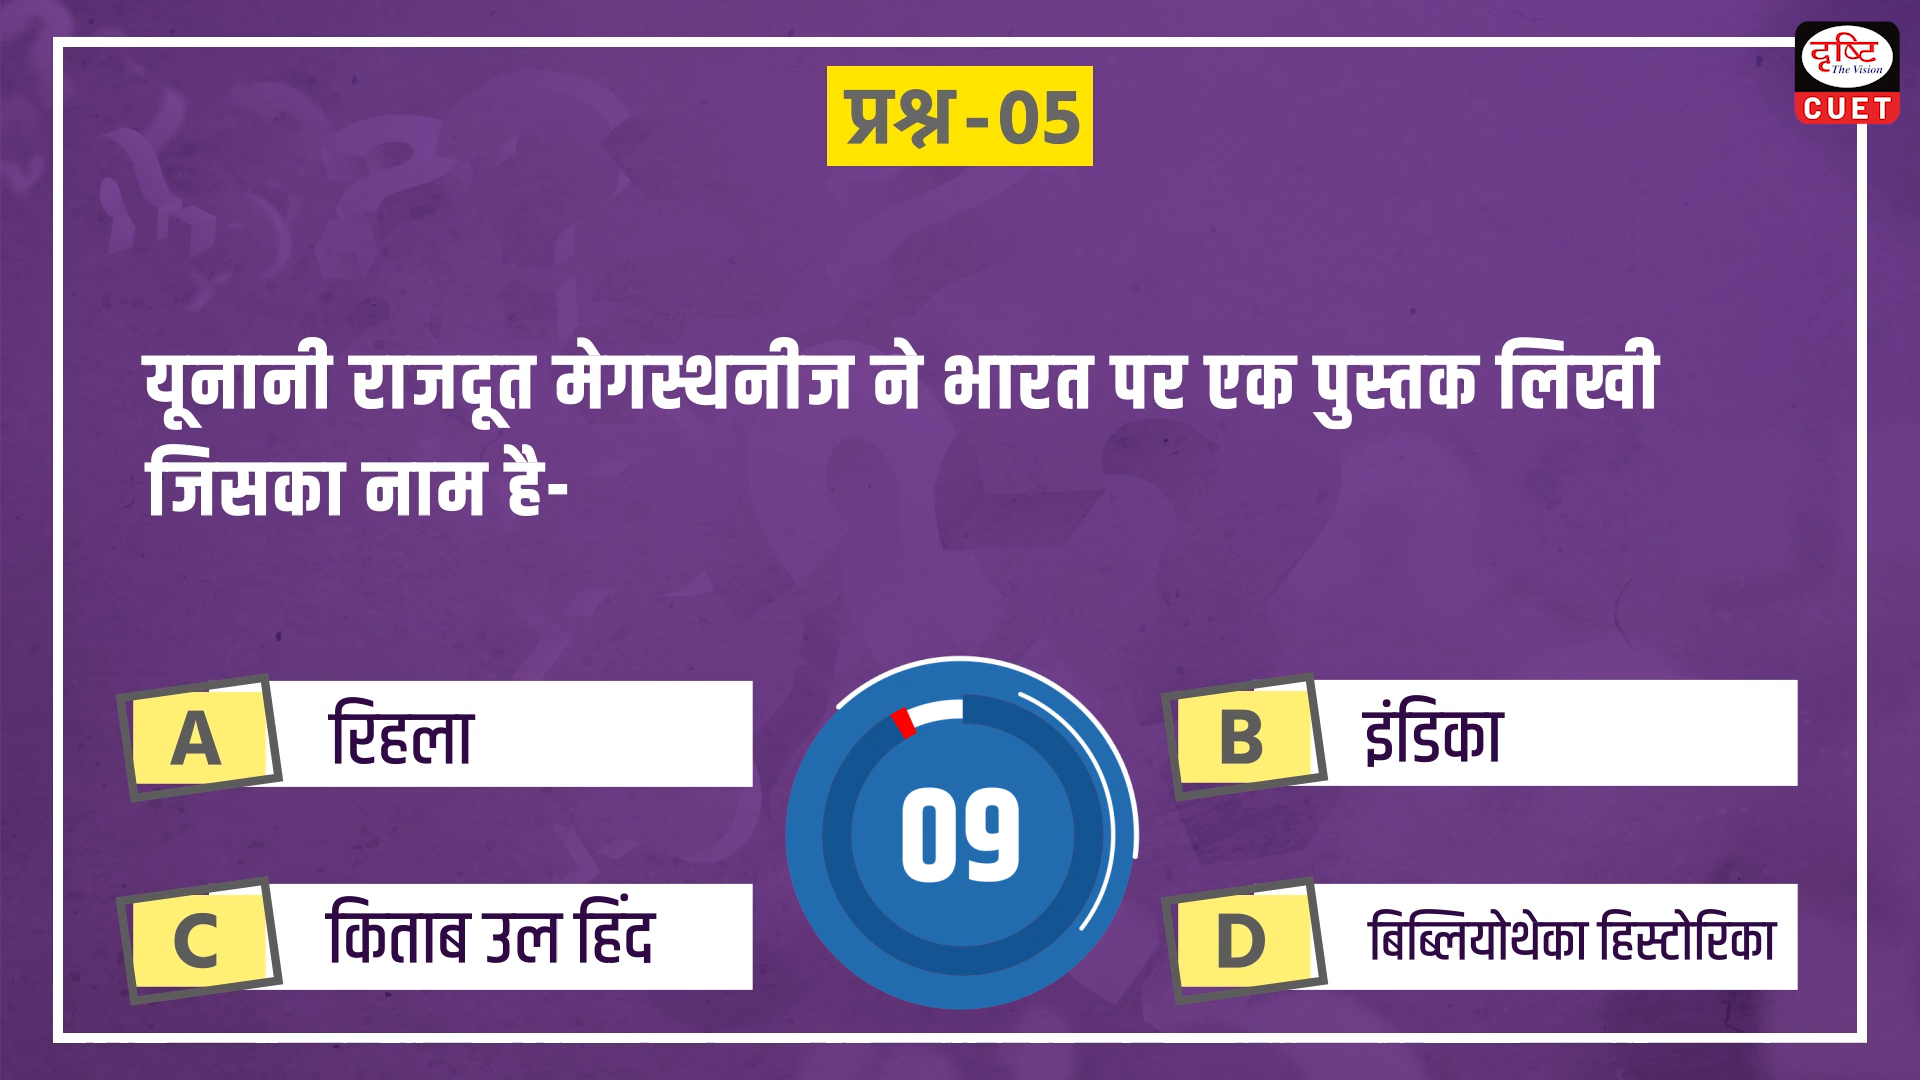 दृष्टि
The Vision
CUET
प्रश्न - 05
यूनानी राजदूत मेगस्थनीज ने भारत पर एक पुस्तक लिखी
जिसका नाम है-
A रिहला
B इंडिका
09
C किताब उल हिंद
D बिब्लियोथेका हिस्टोरिका